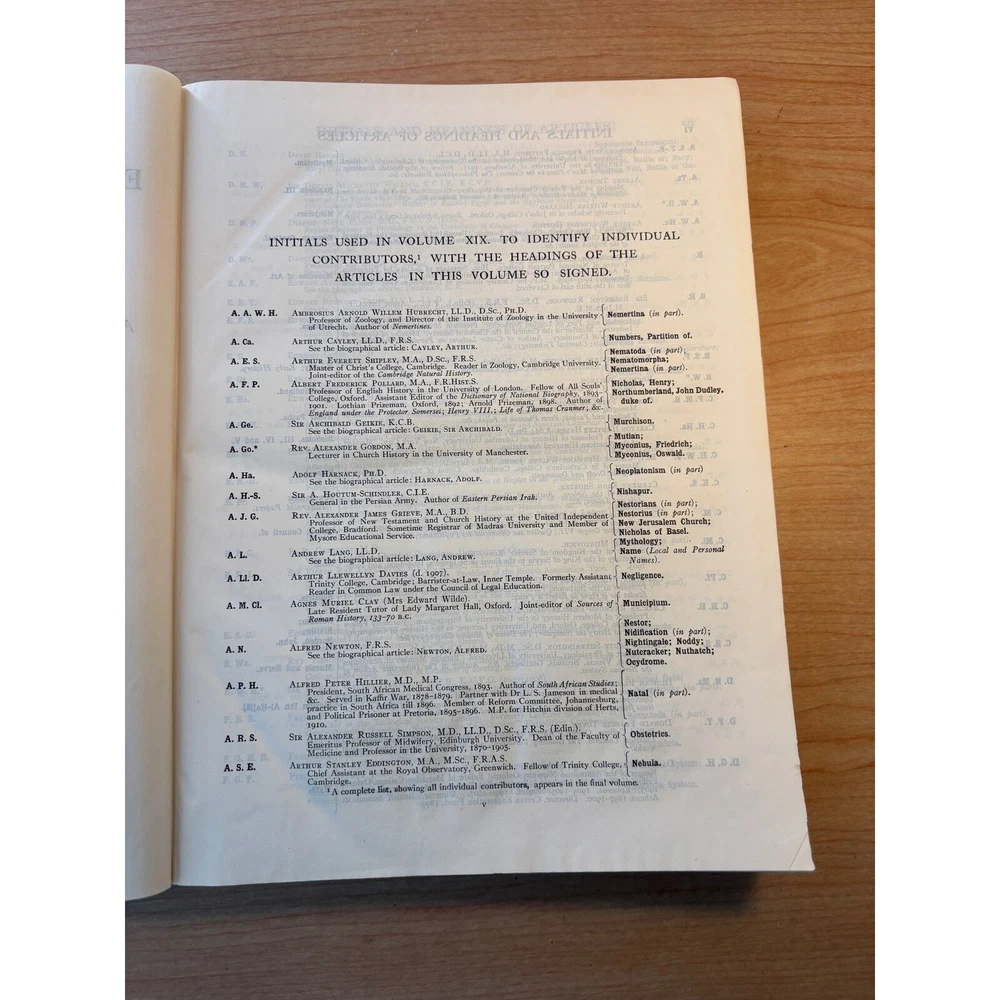 INITIALS USED IN VOLUME XIX. TO IDENTIFY INDIVIDUAL
CONTRIBUTORS,¹ WITH THE HEADINGS OF THE
ARTICLES IN THIS VOLUME SO SIGNED.
A. A. W. H. AMBROSIUS ARNOLD WILLEM HUBRECHT, LL.D., D.SC., PH.D.
Professor of Zoology, and Director of the Institute of Zoology in the University
of Utrecht. Author of Nemertines.
Nemertina (in part).
A. Ca. ARTHUR CAYLEY, LL.D., F.R.S.
See the biographical article: CAYLEY, ARTHUR.
Numbers, Partition of.
A. E. S. ARTHUR EVERETT SHIPLEY, M.A., D.SC., F.R.S.
Master of Christ's College, Cambridge. Reader in Zoology, Cambridge University.
Joint-editor of the Cambridge Natural History.
Nematoda (in part);
Nematomorpha;
Nemertina (in part).
A. F. P. ALBERT FREDERICK POLLARD, M.A., F.R.HIST.S.
Professor of English History in the University of London. Fellow of All Souls'
College, Oxford. Assistant Editor of the Dictionary of National Biography, 1893-
1901. Lothian Prizeman, Oxford, 1892; Arnold Prizeman, 1898. Author of
England under the Protector Somerset; Henry VIII.; Life of Thomas Cranmer; &c.
Nicholas, Henry;
Northumberland, John Dudley,
duke of.
A. Ge. SIR ARCHIBALD GEIKIE, K.C.B.
See the biographical article: GEIKIE, SIR ARCHIBALD.
Murchison.
A. Go.* REV. ALEXANDER GORDON, M.A.
Lecturer in Church History in the University of Manchester.
Mutian;
Myconius, Friedrich;
Myconius, Oswald.
A. Ha. ADOLF HARNACK, PH.D.
See the biographical article: HARNACK, ADOLF.
Neoplatonism (in part)
A. H.-S. SIR A. HOUTUM-SCHINDLER, C.I.E.
General in the Persian Army. Author of Eastern Persian Irak.
Nishapur.
A. J. G. REV. ALEXANDER JAMES GRIEVE, M.A., B.D.
Professor of New Testament and Church History at the United Independent
College, Bradford. Sometime Registrar of Madras University and Member of
Mysore Educational Service.
Nestorians (in part);
Nestorius (in part);
New Jerusalem Church;
Nicholas of Basel.
A. L. ANDREW LANG, LL.D.
See the biographical article: LANG, ANDREW.
Mythology;
Name (Local and Personal
Names).
A. Ll. D. ARTHUR LLEWELLYN DAVIES (d. 1907).
Trinity College, Cambridge; Barrister-at-Law, Inner Temple. Formerly Assistant
Reader in Common Law under the Council of Legal Education.
Negligence.
A. M. Cl. AGNES MURIEL CLAY (Mrs Edward Wilde).
Late Resident Tutor of Lady Margaret Hall, Oxford. Joint-editor of Sources of
Roman History, 133-70 B.C.
Municipium.
A. N. ALFRED NEWTON, F.R.S.
See the biographical article: NEWTON, ALFRED.
Nestor;
Nidification (in part);
Nightingale; Noddy;
Nutcracker; Nuthatch;
Ocydrome.
A. P. H. ALFRED PETER HILLIER, M.D., M.P.
President, South African Medical Congress, 1893. Author of South African Studies;
&c. Served in Kaffir War, 1878-1879. Partner with Dr L. S. Jameson in medical
practice in South Africa till 1896. Member of Reform Committee, Johannesburg,
and Political Prisoner at Pretoria, 1895-1896. M.P. for Hitchin division of Herts,
1910.
Natal (in part).
A. R. S. SIR ALEXANDER RUSSELL SIMPSON, M.D., LL.D., D.SC., F.R.S. (Edin.).
Emeritus Professor of Midwifery, Edinburgh University. Dean of the Faculty of
Medicine and Professor in the University, 1870-1905.
Obstetrics.
A. S. E. ARTHUR STANLEY EDDINGTON, M.A., M.SC., F.R.A.S.
Chief Assistant at the Royal Observatory, Greenwich. Fellow of Trinity College,
Cambridge.
Nebula.
¹ A complete list, showing all individual contributors, appears in the final volume.
v